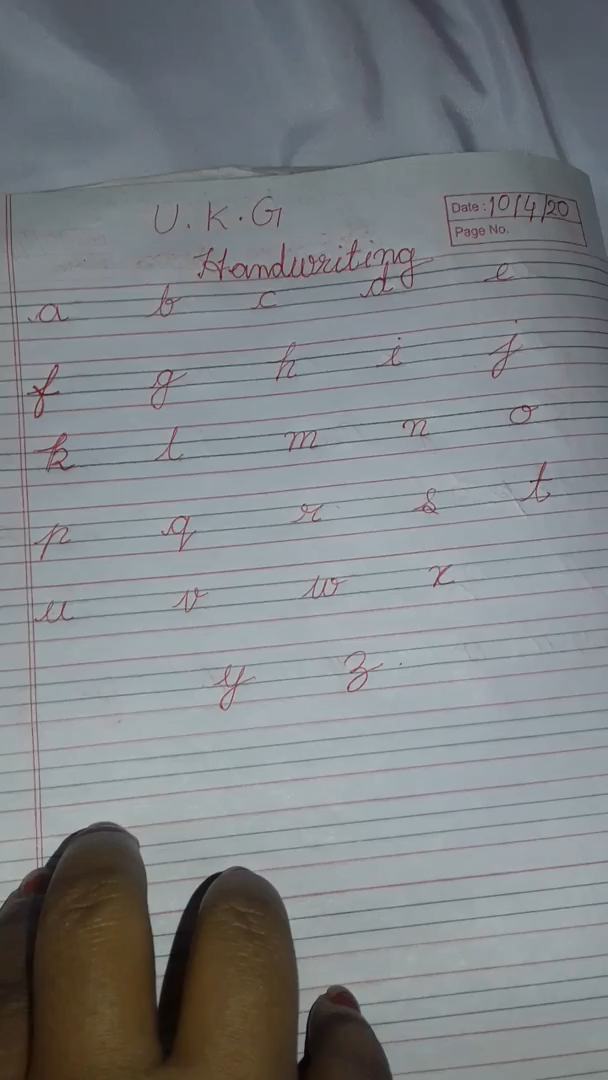 U.K.G
Date: 10/4/20
Page No.
Handwriting
a b c d e
f g h i j
k l m n o
p q r s t
u v w x
y z.